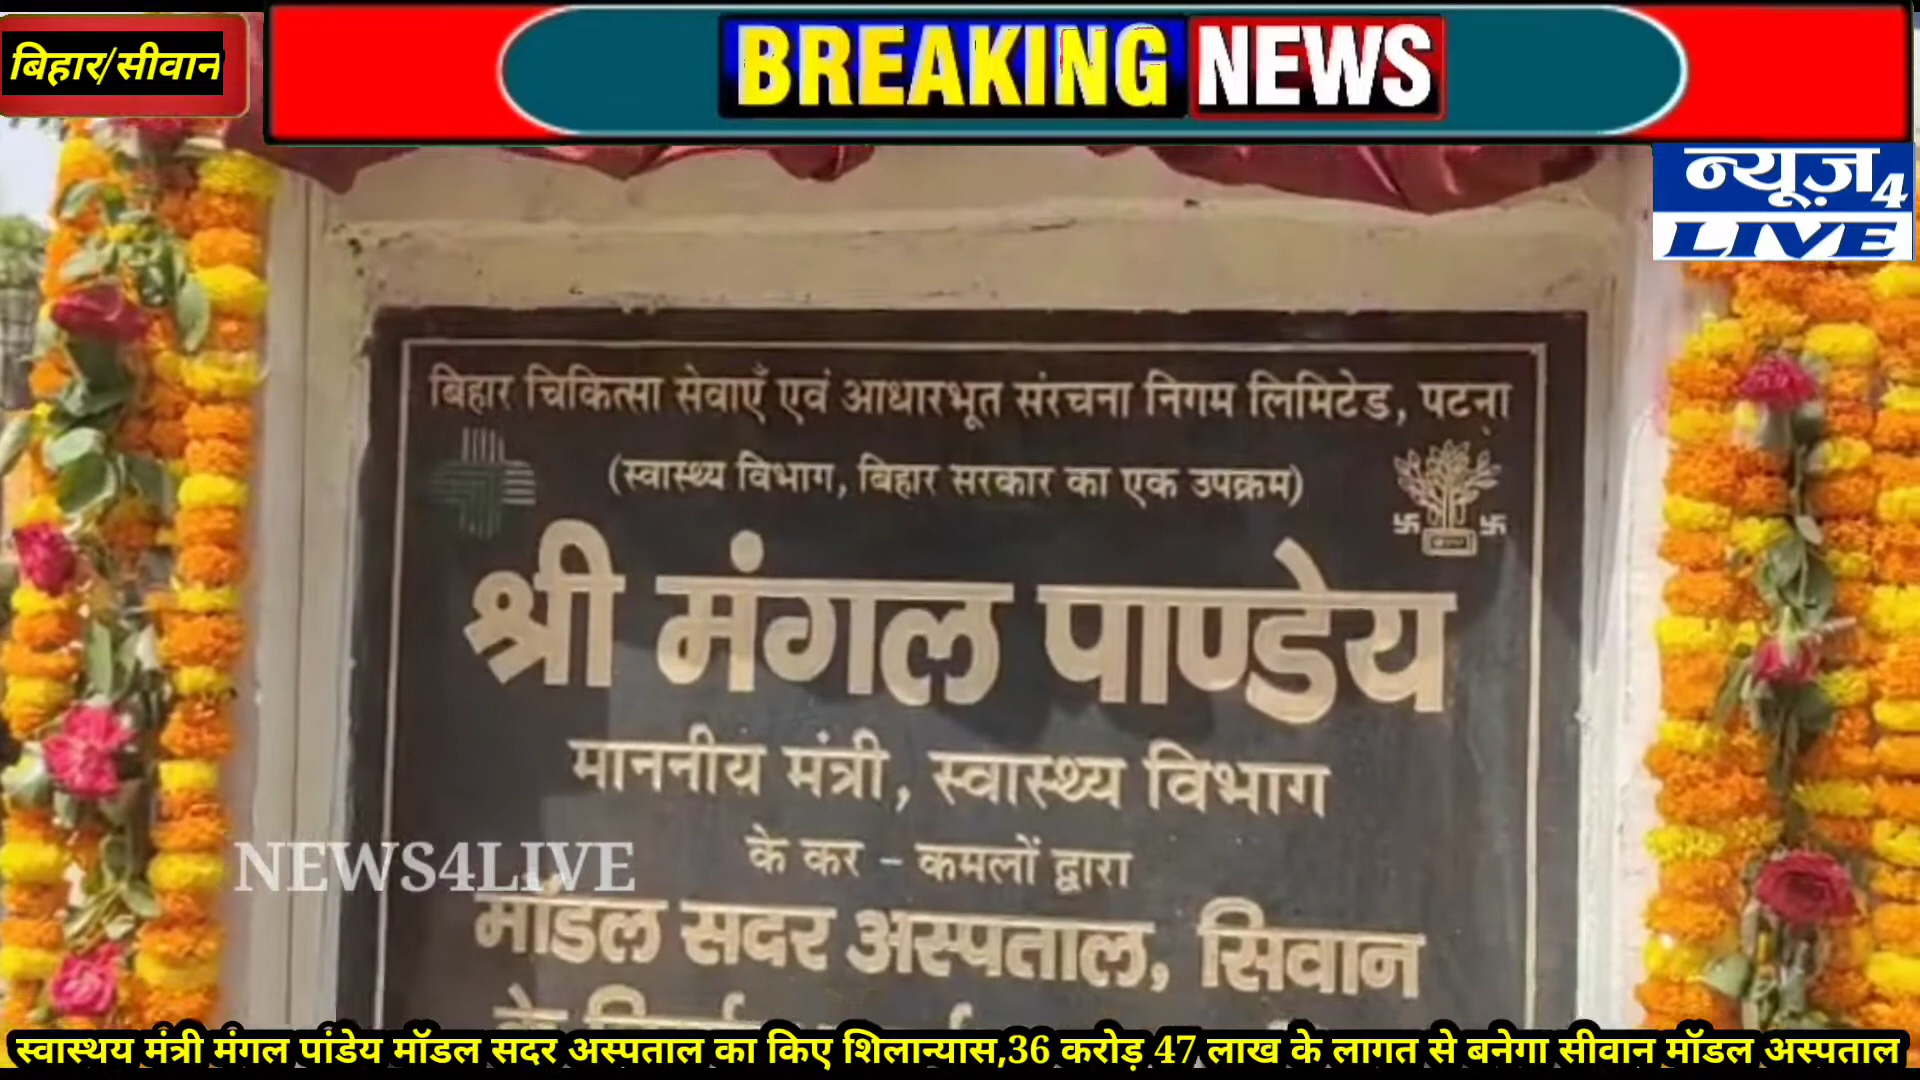 बिहार/सीवान
BREAKING NEWS
न्यूज़4
LIVE
बिहार चिकित्सा सेवाएँ एवं आधारभूत संरचना निगम लिमिटेड, पटना
(स्वास्थ्य विभाग, बिहार सरकार का एक उपक्रम)
श्री मंगल पाण्डेय
माननीय मंत्री, स्वास्थ्य विभाग
के कर - कमलों द्वारा
NEWS4LIVE
मॉडल सदर अस्पताल, सिवान
स्वास्थय मंत्री मंगल पांडेय मॉडल सदर अस्पताल का किए शिलान्यास,36 करोड़ 47 लाख के लागत से बनेगा सीवान मॉडल अस्पताल